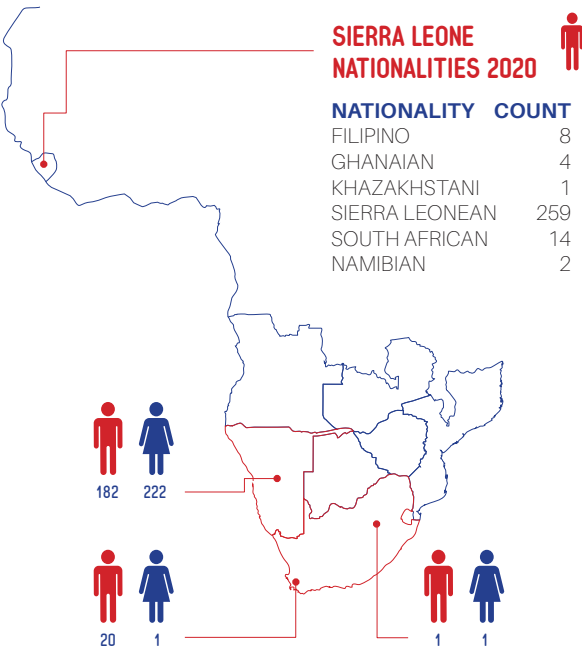 SIERRA LEONE
NATIONALITIES 2020
NATIONALITY COUNT
FILIPINO 8
GHANAIAN 4
KHAZAKHSTANI 1
SIERRA LEONEAN 259
SOUTH AFRICAN 14
NAMIBIAN 2
182 222
20 1
1 1